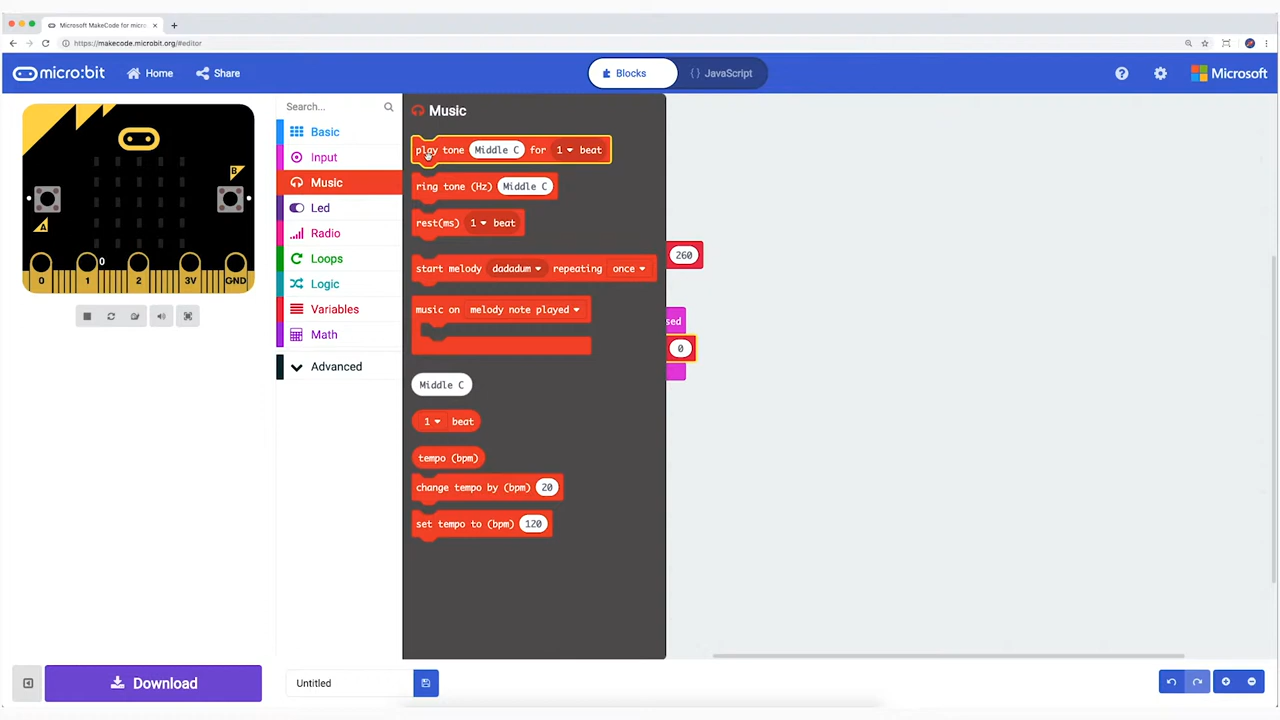 Microsoft MakeCode for micro
https://makecode.microbit.org/#editor
micro:bit
Home
Share
Blocks
{ } JavaScript
?
Microsoft
Search...
Basic
Input
Music
Led
Radio
Loops
Logic
Variables
Math
Advanced
A
B
0
0 1 2 3V GND
Music
play tone Middle C for 1 beat
ring tone (Hz) Middle C
rest(ms) 1 beat
start melody dadadum repeating once
music on melody note played
Middle C
1 beat
tempo (bpm)
change tempo by (bpm) 20
set tempo to (bpm) 120
260
sed
0
Download
Untitled